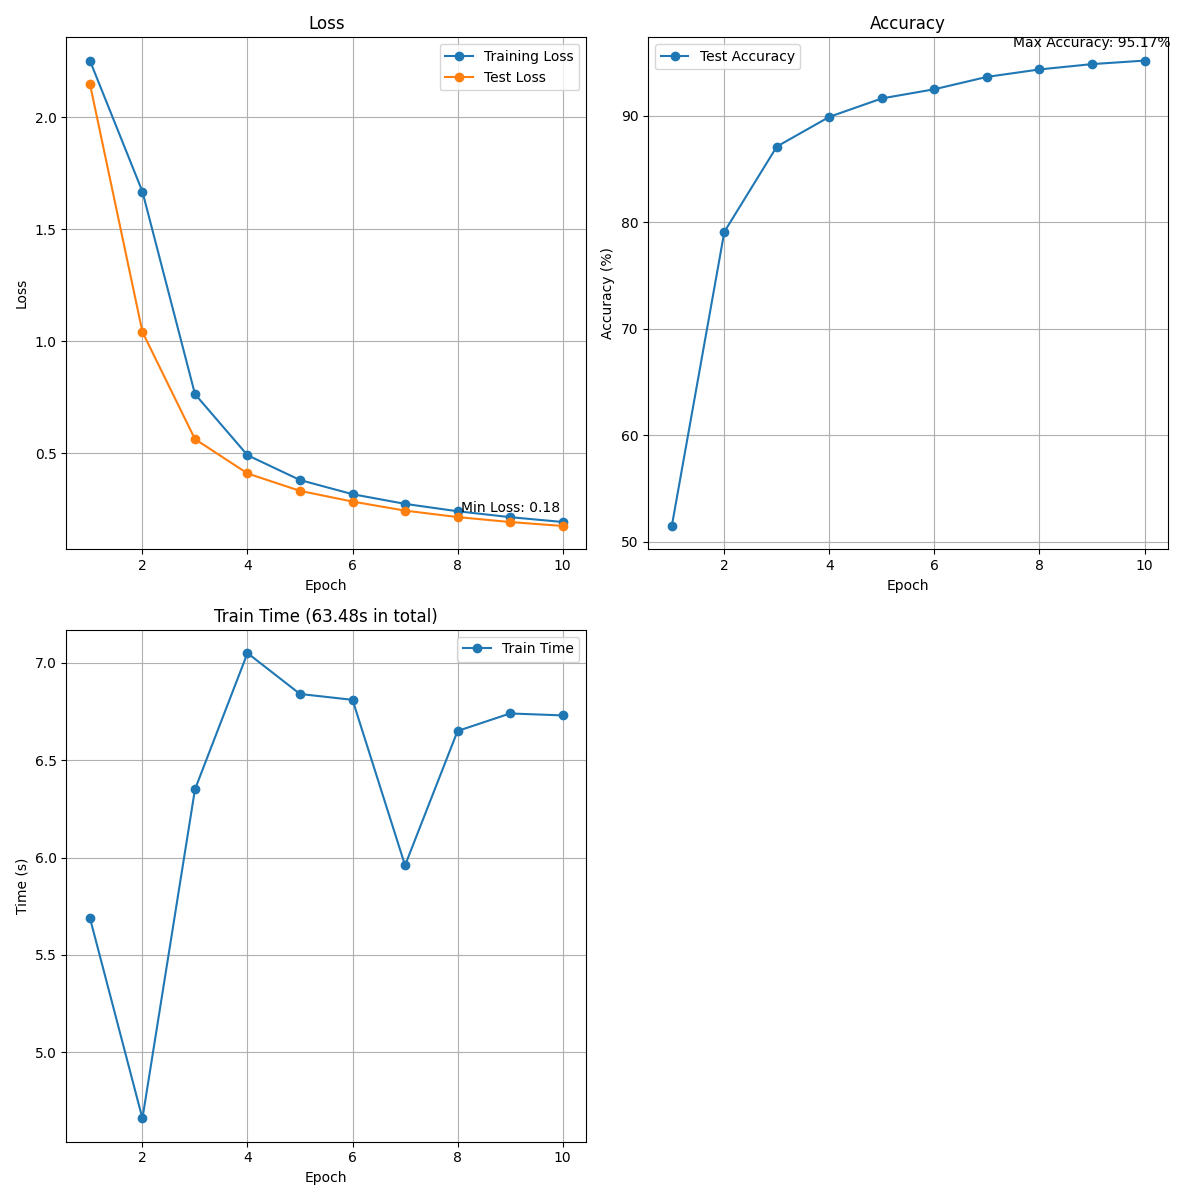 Loss
Training Loss
Test Loss
2.0
1.5
1.0
0.5
Loss
Min Loss: 0.18
2 4 6 8 10
Epoch
Accuracy
Max Accuracy: 95.17%
Test Accuracy
90
80
70
60
50
Accuracy (%)
2 4 6 8 10
Epoch
Train Time (63.48s in total)
Train Time
7.0
6.5
6.0
5.5
5.0
Time (s)
2 4 6 8 10
Epoch